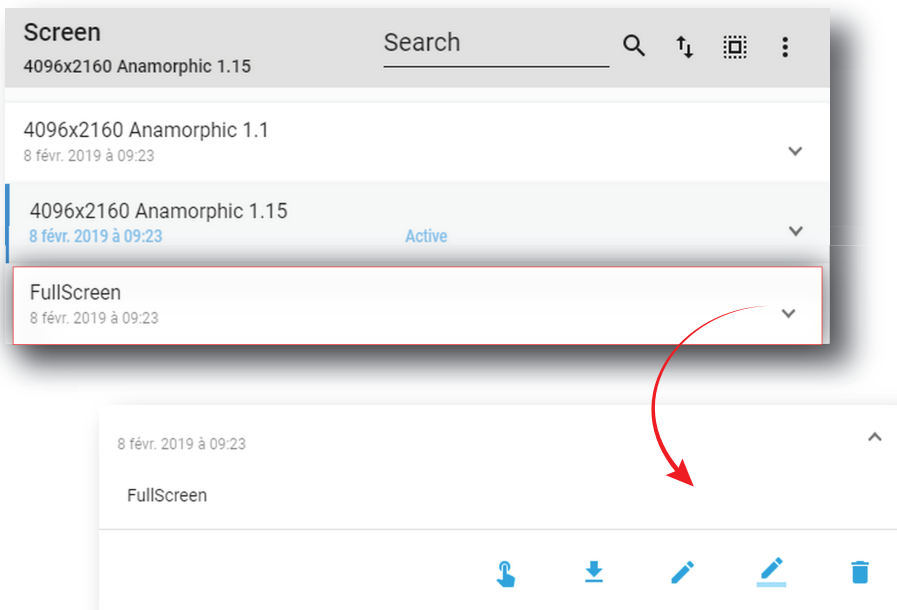 Screen
Search
4096x2160 Anamorphic 1.15
4096x2160 Anamorphic 1.1
8 févr. 2019 à 09:23
4096x2160 Anamorphic 1.15
8 févr. 2019 à 09:23 Active
FullScreen
8 févr. 2019 à 09:23
8 févr. 2019 à 09:23
FullScreen